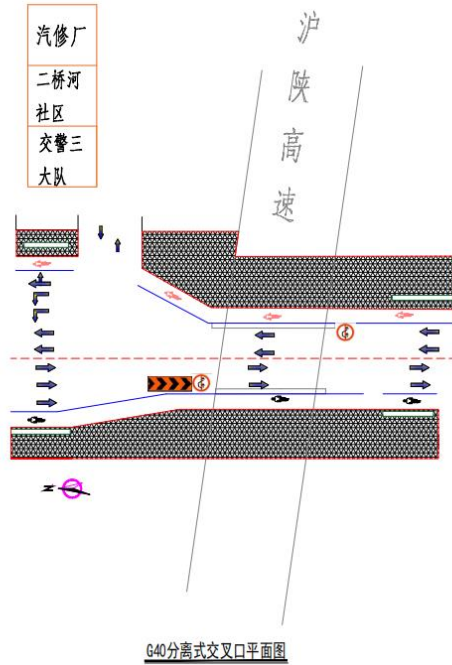 汽修厂
二桥河
社区
交警三
大队
沪
陕
高
速
N
G40分离式交叉口平面图